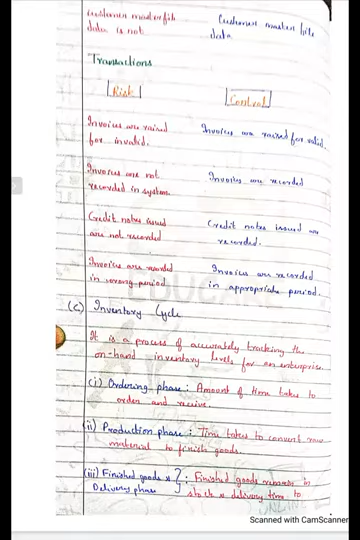 Customer master file
data is not
Customer master file
data
Transactions
Risk
Control
Invoices are raised
for invalid.
Invoices are raised for valid.
Invoices are not
recorded in system.
Invoices are recorded
Credit notes issued
are not recorded
Credit notes issued are
recorded.
Invoices are recorded
in wrong period
Invoices are recorded
in appropriate period.
(C) Inventory Cycle
It is a process of accurately tracking the
on-hand inventory levels for an enterprise.
(i) Ordering phase : Amount of time takes to
order and receive.
(ii) Production phase : Time takes to convert raw
material to finish goods.
(iii) Finished goods &
Delivery phase
: Finished goods remains in
stock & delivery time to
Scanned with CamScanner